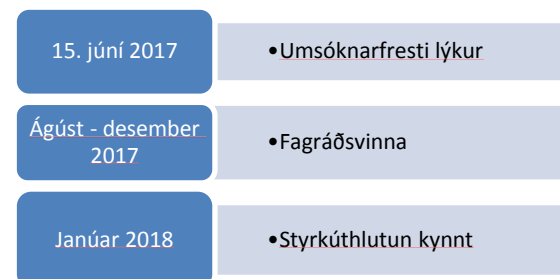 15. júní 2017
•Umsóknarfresti lýkur
Ágúst - desember
2017
•Fagráðsvinna
Janúar 2018
•Styrkúthlutun kynnt